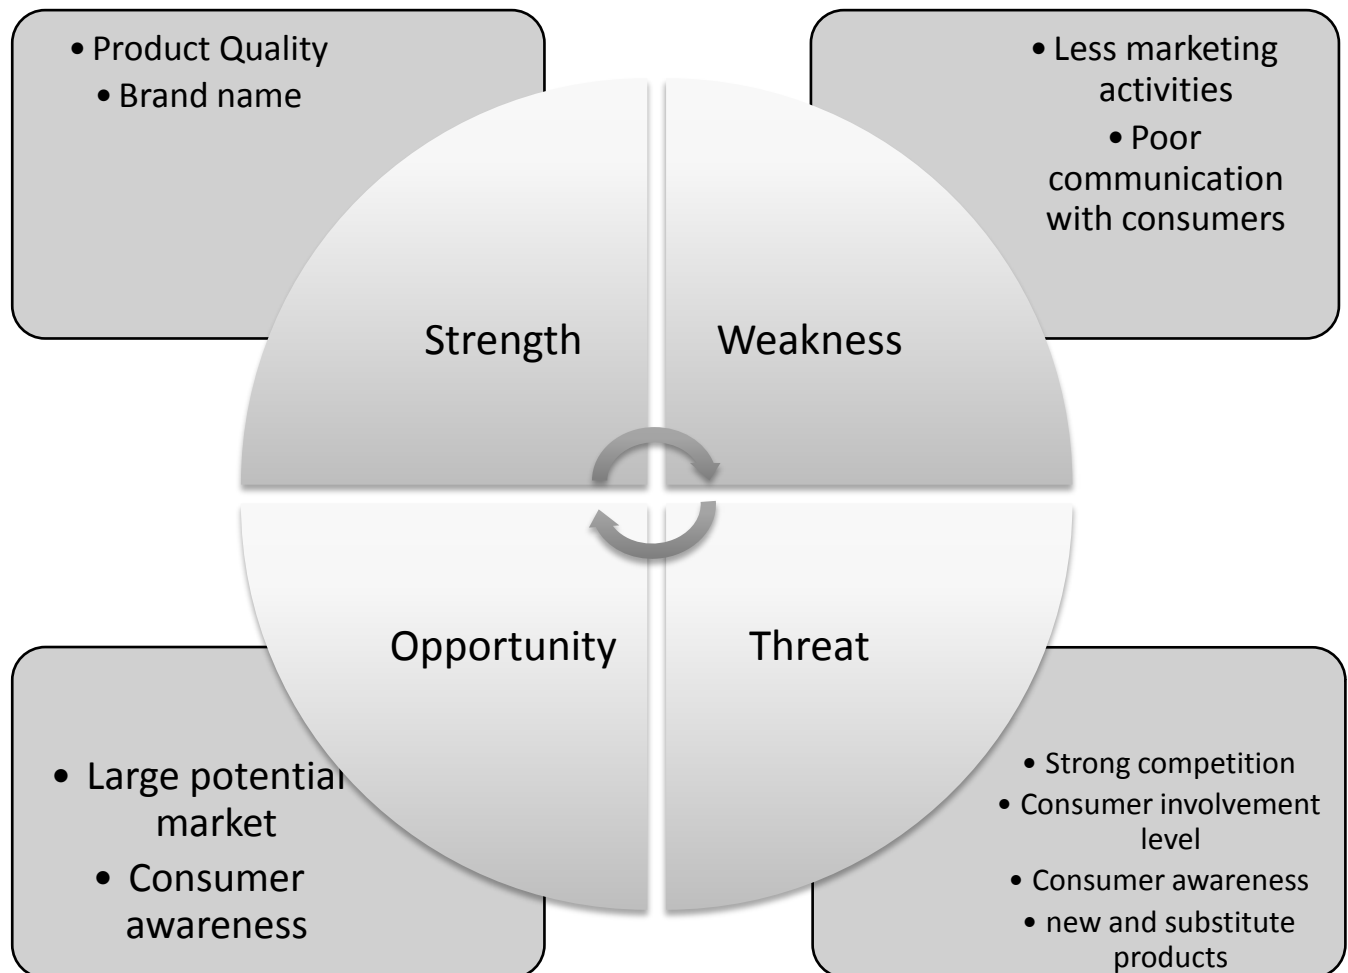 • Product Quality
• Brand name
• Less marketing
activities
• Poor
communication
with consumers
Strength
Weakness
Opportunity
Threat
• Large potential
market
• Consumer
awareness
• Strong competition
• Consumer involvement
level
• Consumer awareness
• new and substitute
products